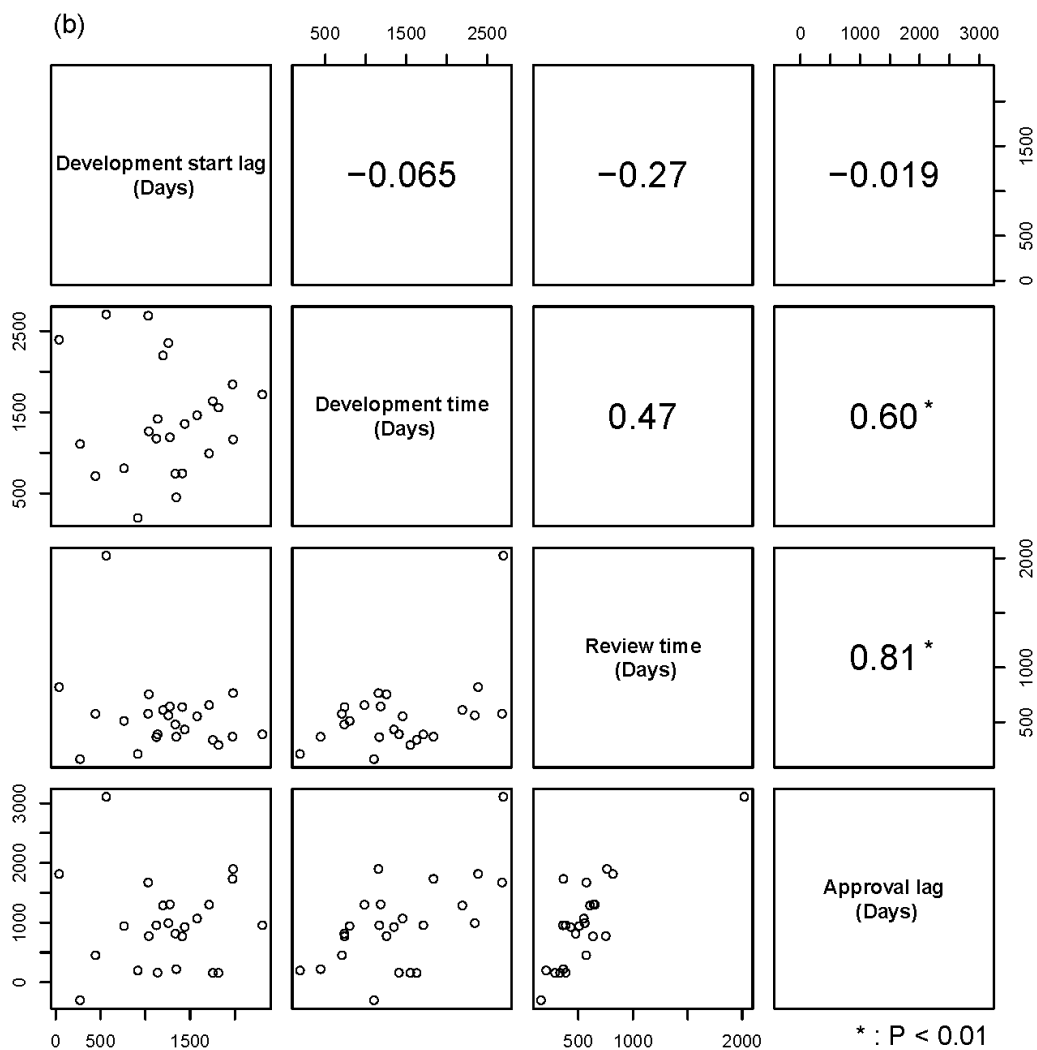 (b)
500 1500 2500
0 1000 2000 3000
Development start lag
(Days)
−0.065
−0.27
−0.019
0 500 1500
500 1500 2500
Development time
(Days)
0.47
0.60 *
Review time
(Days)
0.81 *
500 1000 2000
0 1000 2000 3000
Approval lag
(Days)
0 500 1500
500 1000 2000
* : P < 0.01